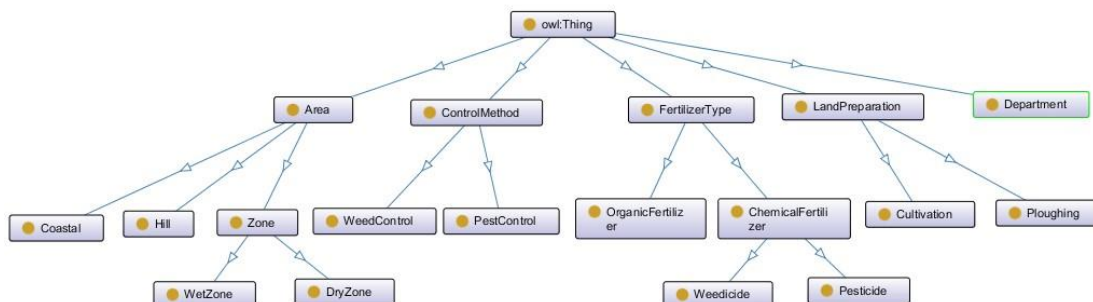 owl:Thing
Area
ControlMethod
FertilizerType
LandPreparation
Department
Coastal
Hill
Zone
WeedControl
PestControl
OrganicFertiliz
er
ChemicalFertili
zer
Cultivation
Ploughing
WetZone
DryZone
Weedicide
Pesticide